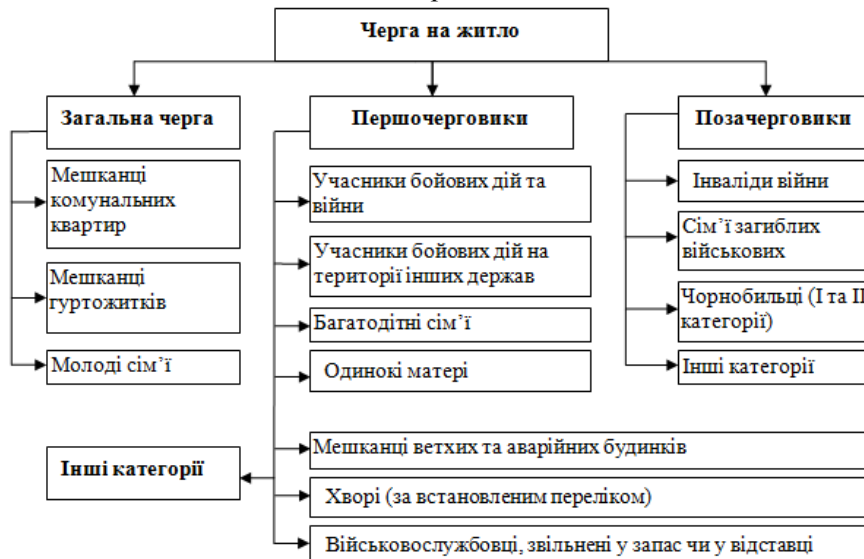 Черга на житло
Загальна черга
Першочерговики
Позачерговики
Мешканці
комунальних
квартир
Мешканці
гуртожитків
Молоді сім’ї
Учасники бойових дій та
війни
Учасники бойових дій на
території інших держав
Багатодітні сім’ї
Одинокі матері
Інваліди війни
Сім’ї загиблих
військових
Чорнобильці (І та ІІ
категорії)
Інші категорії
Інші категорії
Мешканці ветхих та аварійних будинків
Хворі (за встановленим переліком)
Військовослужбовці, звільнені у запас чи у відставці